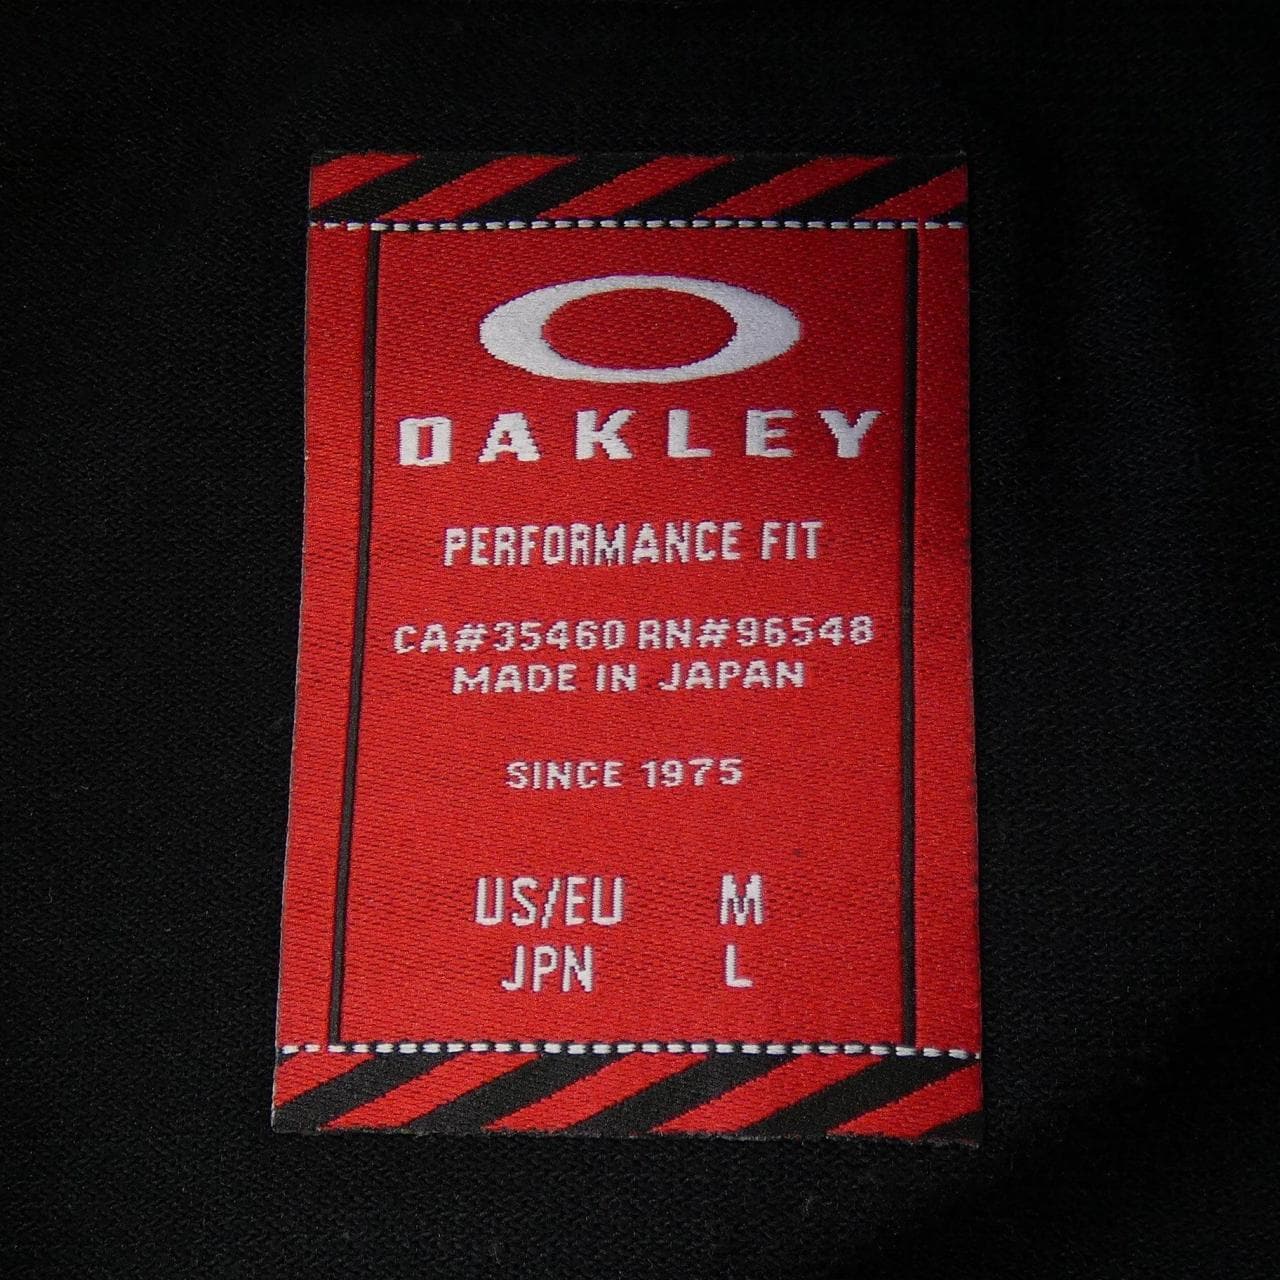 OAKLEY
PERFORMANCE FIT
CA#35460 RN#96548
MADE IN JAPAN
SINCE 1975
US/EU M
JPN L